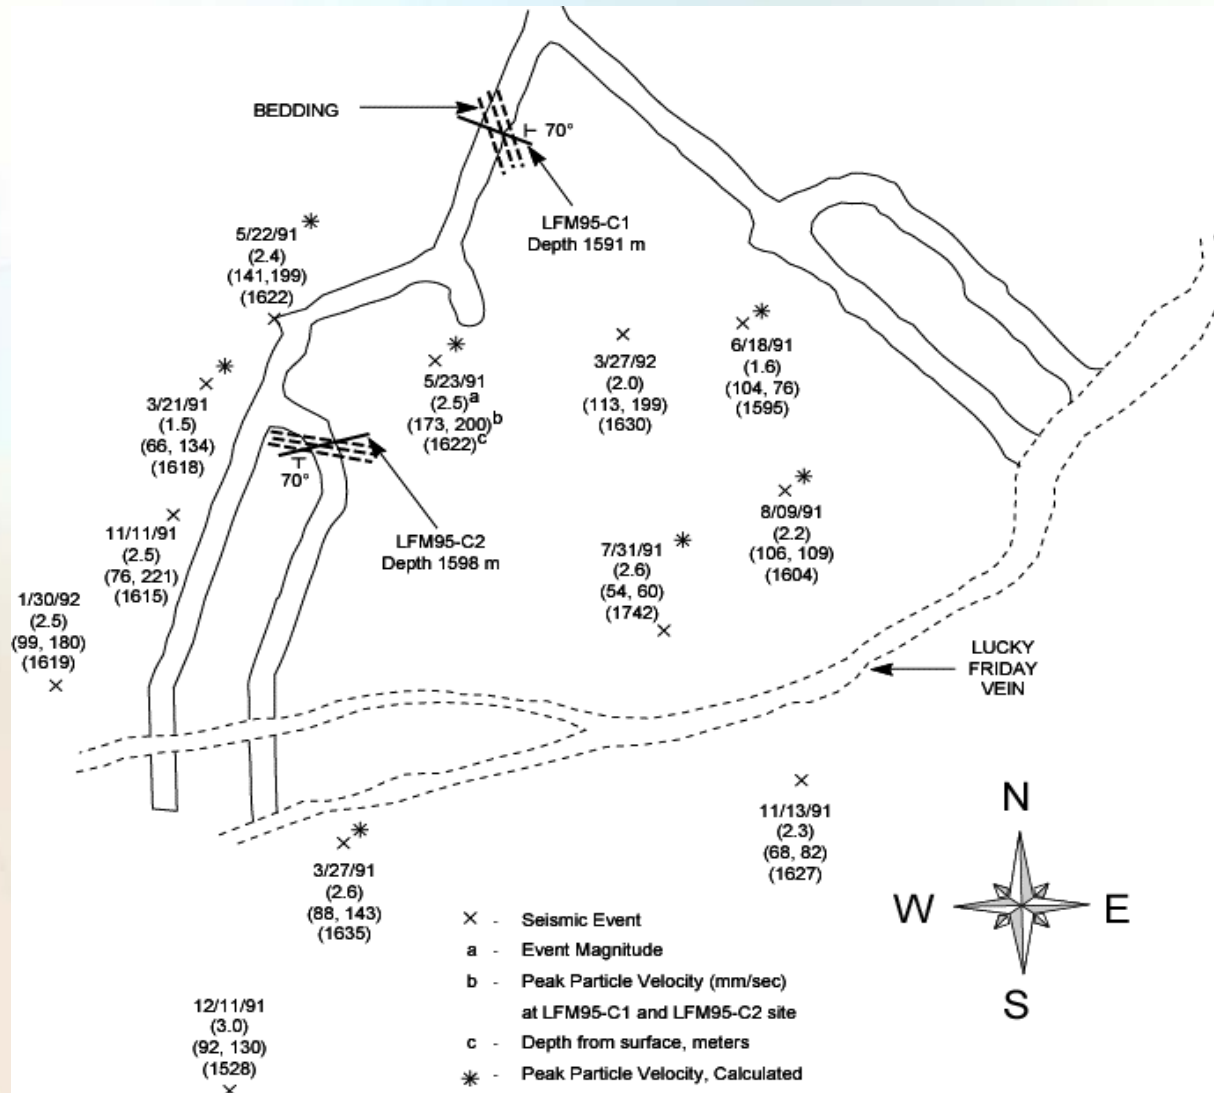 BEDDING
70°
LFM95-C1
Depth 1591 m
5/22/91
(2.4)
(141,199)
(1622)
3/21/91
(1.5)
(66, 134)
(1618)
5/23/91
(2.5)a
(173, 200)b
(1622)c
3/27/92
(2.0)
(113, 199)
(1630)
6/18/91
(1.6)
(104, 76)
(1595)
70°
LFM95-C2
Depth 1598 m
11/11/91
(2.5)
(76, 221)
(1615)
8/09/91
(2.2)
(106, 109)
(1604)
7/31/91
(2.6)
(54, 60)
(1742)
1/30/92
(2.5)
(99, 180)
(1619)
LUCKY
FRIDAY
VEIN
11/13/91
(2.3)
(68, 82)
(1627)
3/27/91
(2.6)
(88, 143)
(1635)
12/11/91
(3.0)
(92, 130)
(1528)
N
W
E
S
× - Seismic Event
a - Event Magnitude
b - Peak Particle Velocity (mm/sec)
at LFM95-C1 and LFM95-C2 site
c - Depth from surface, meters
* - Peak Particle Velocity, Calculated